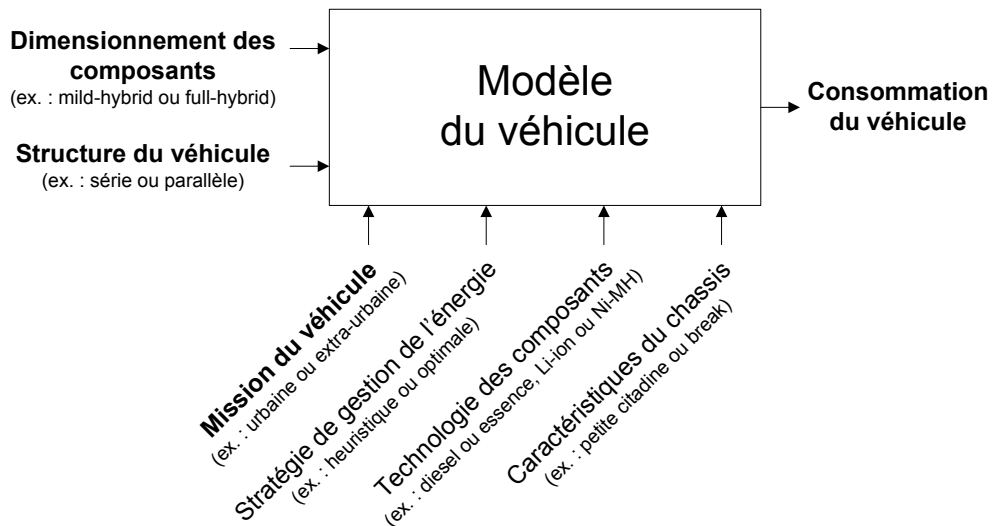 Dimensionnement des
composants
(ex. : mild-hybrid ou full-hybrid)
Structure du véhicule
(ex. : série ou parallèle)
Modèle
du véhicule
Consommation
du véhicule
Mission du véhicule
(ex. : urbaine ou extra-urbaine)
Stratégie de gestion de l'énergie
(ex. : heuristique ou optimale)
Technologie des composants
(ex. : diesel ou essence, Li-ion ou Ni-MH)
Caractéristiques du chassis
(ex. : petite citadine ou break)